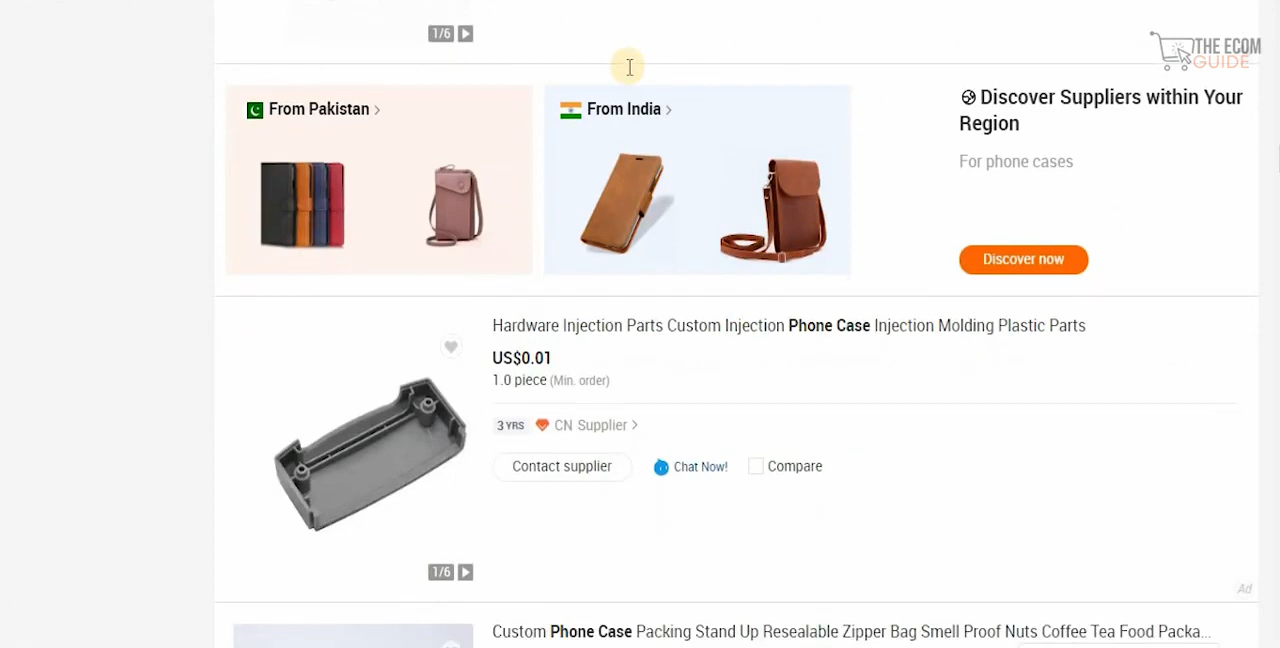 1/6
THE ECOM
GUIDE
From Pakistan >
From India >
Discover Suppliers within Your
Region
For phone cases
Discover now
Hardware Injection Parts Custom Injection Phone Case Injection Molding Plastic Parts
US$0.01
1.0 piece (Min. order)
3 YRS CN Supplier >
Contact supplier Chat Now! Compare
1/6
Ad
Custom Phone Case Packing Stand Up Resealable Zipper Bag Smell Proof Nuts Coffee Tea Food Packa...